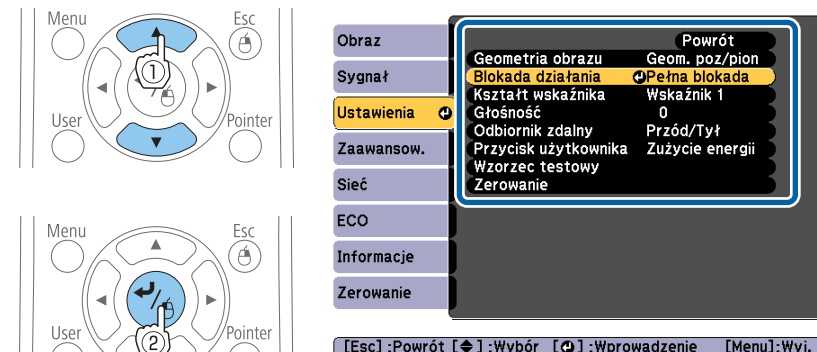 Menu
Esc
①
User
Pointer
Menu
Esc
User
②
Pointer
Obraz
Sygnał
Ustawienia
Zaawansow.
Sieć
ECO
Informacje
Zerowanie
Powrót
Geometria obrazu Geom. poz/pion
Blokada działania Pełna blokada
Kształt wskaźnika Wskaźnik 1
Głośność 0
Odbiornik zdalny Przód/Tył
Przycisk użytkownika Zużycie energii
Wzorzec testowy
Zerowanie
[Esc] :Powrót [◆] :Wybór [⏎] :Wprowadzenie [Menu]:Wyj.